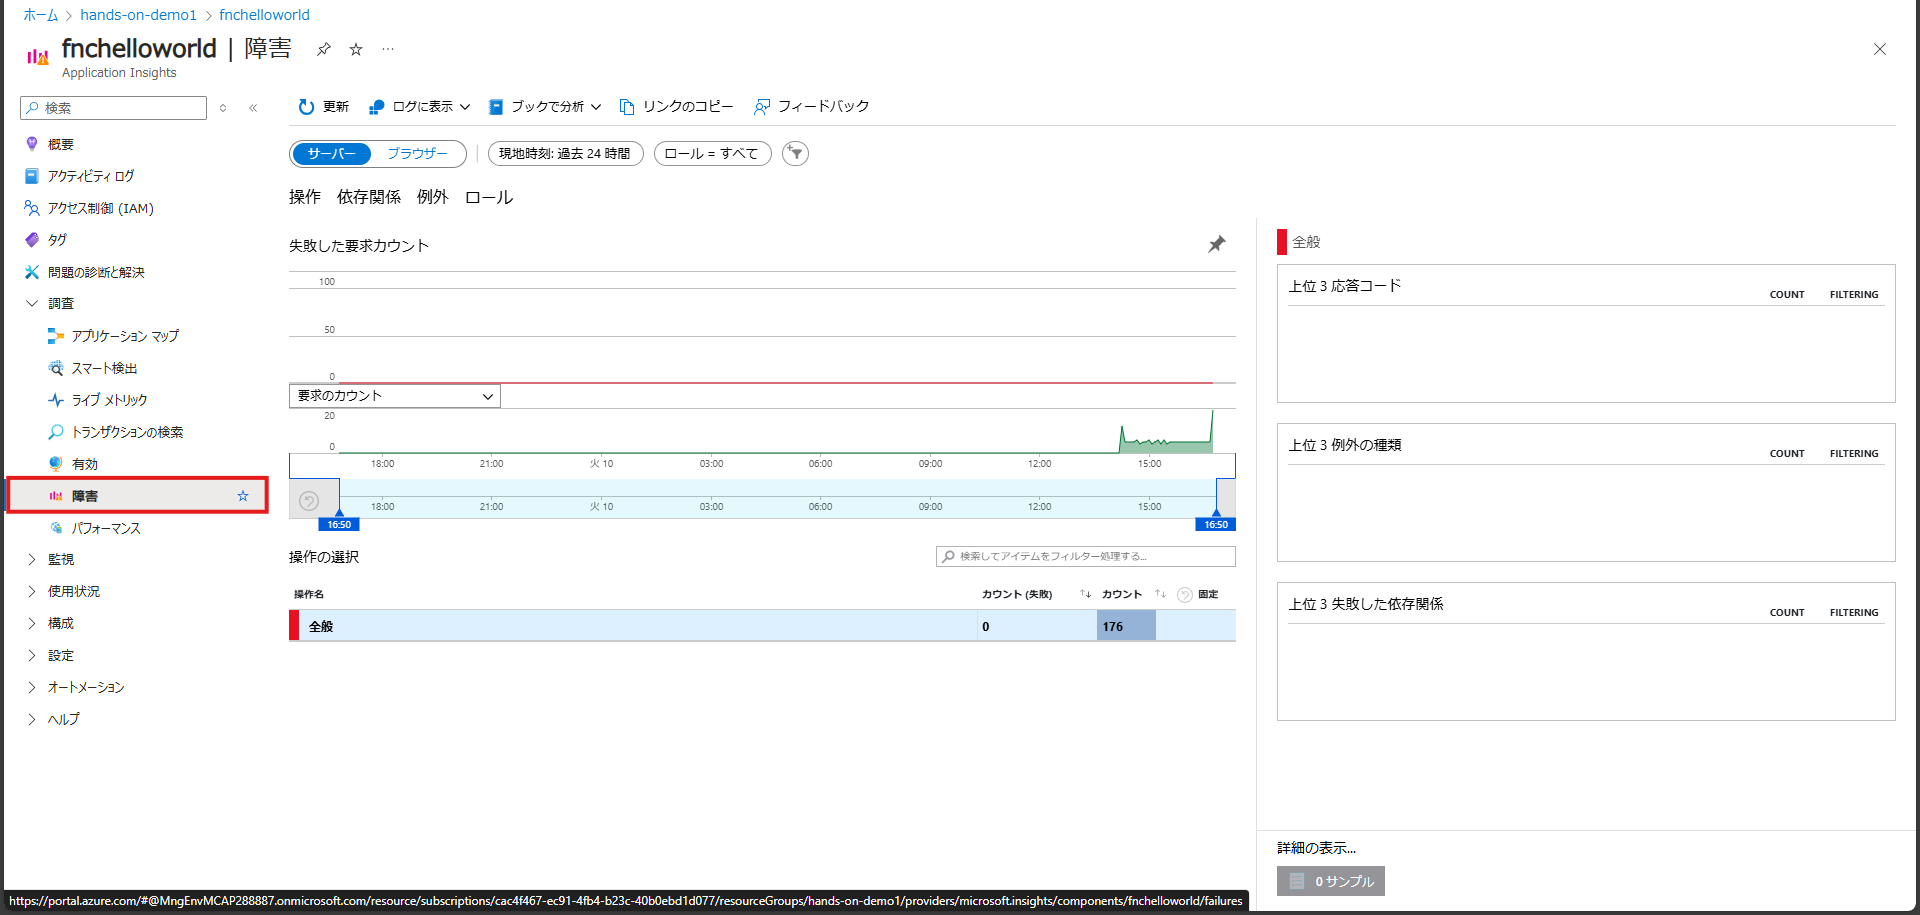 ホーム > hands-on-demo1 > fnchelloworld
fnchelloworld | 障害
Application Insights
検索
概要
アクティビティ ログ
アクセス制御 (IAM)
タグ
問題の診断と解決
調査
アプリケーション マップ
スマート検出
ライブ メトリック
トランザクションの検索
有効
障害
パフォーマンス
監視
使用状況
構成
設定
オートメーション
ヘルプ
更新 ログに表示 ブックで分析 リンクのコピー フィードバック
サーバー ブラウザー 現地時刻: 過去 24 時間 ロール = すべて
操作 依存関係 例外 ロール
失敗した要求カウント
100
50
0
要求のカウント
20
0
18:00 21:00 火 10 03:00 06:00 09:00 12:00 15:00
18:00 21:00 火 10 03:00 06:00 09:00 12:00 15:00
16:50 16:50
操作の選択
検索してアイテムをフィルター処理する...
操作名 カウント (失敗) カウント 固定
全般 0 176
全般
上位 3 応答コード
COUNT FILTERING
上位 3 例外の種類
COUNT FILTERING
上位 3 失敗した依存関係
COUNT FILTERING
詳細の表示...
0 サンプル
https://portal.azure.com/#@MngEnvMCAP288887.onmicrosoft.com/resource/subscriptions/cac4f467-ec91-4fb4-b23c-40b0ebd1d077/resourceGroups/hands-on-demo1/providers/microsoft.insights/components/fnchelloworld/failures